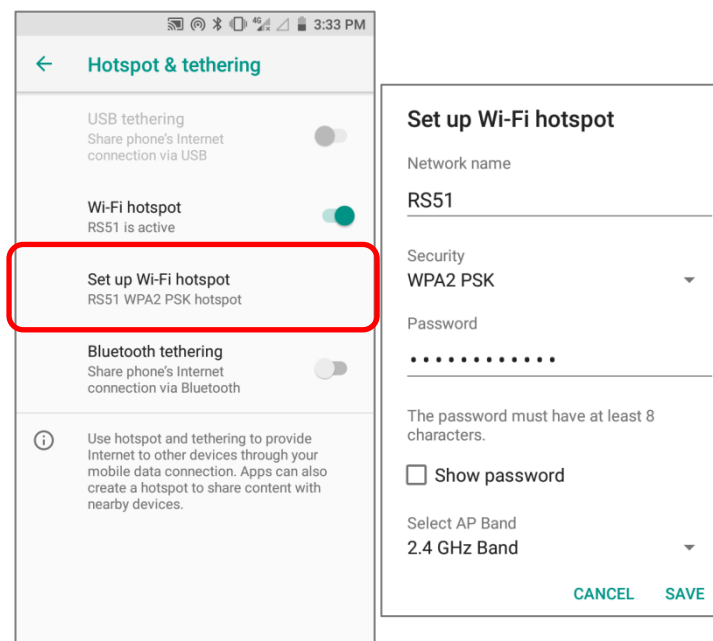 4G 3:33 PM
Hotspot & tethering
USB tethering
Share phone's Internet
connection via USB
Wi-Fi hotspot
RS51 is active
Set up Wi-Fi hotspot
RS51 WPA2 PSK hotspot
Bluetooth tethering
Share phone's Internet
connection via Bluetooth
Use hotspot and tethering to provide
Internet to other devices through your
mobile data connection. Apps can also
create a hotspot to share content with
nearby devices.
Set up Wi-Fi hotspot
Network name
RS51
Security
WPA2 PSK
Password
••••••••••••
The password must have at least 8
characters.
Show password
Select AP Band
2.4 GHz Band
CANCEL SAVE